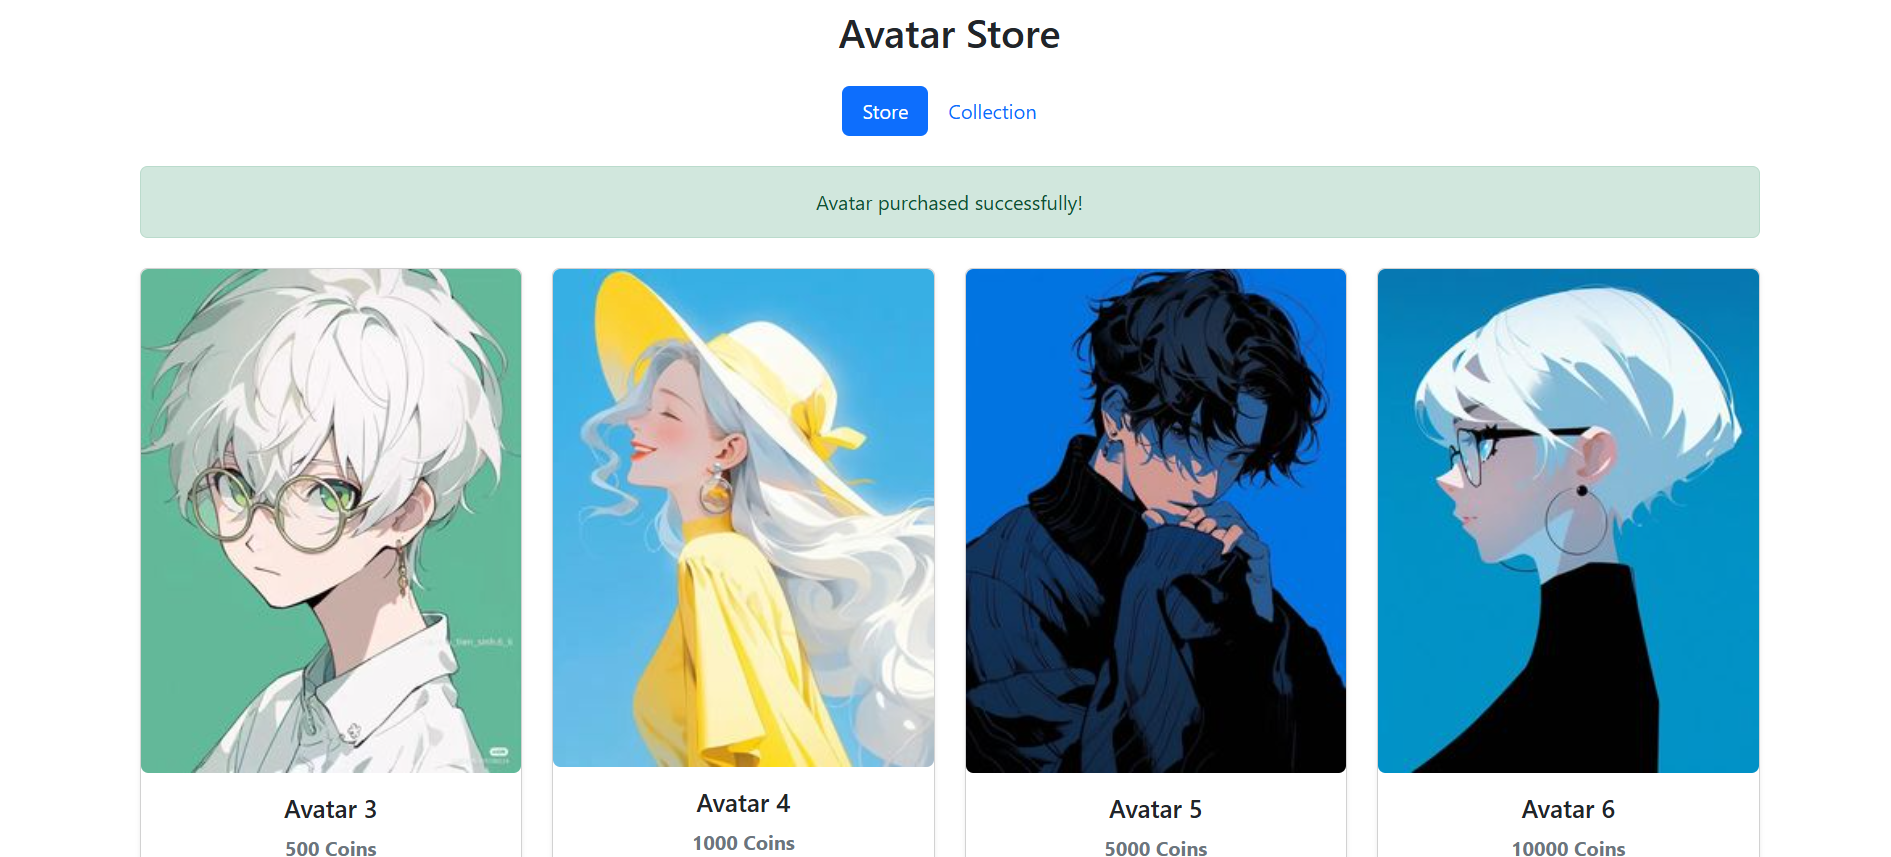 Avatar Store
Store
Collection
Avatar purchased successfully!
Avatar 3
500 Coins
Avatar 4
1000 Coins
Avatar 5
5000 Coins
Avatar 6
10000 Coins